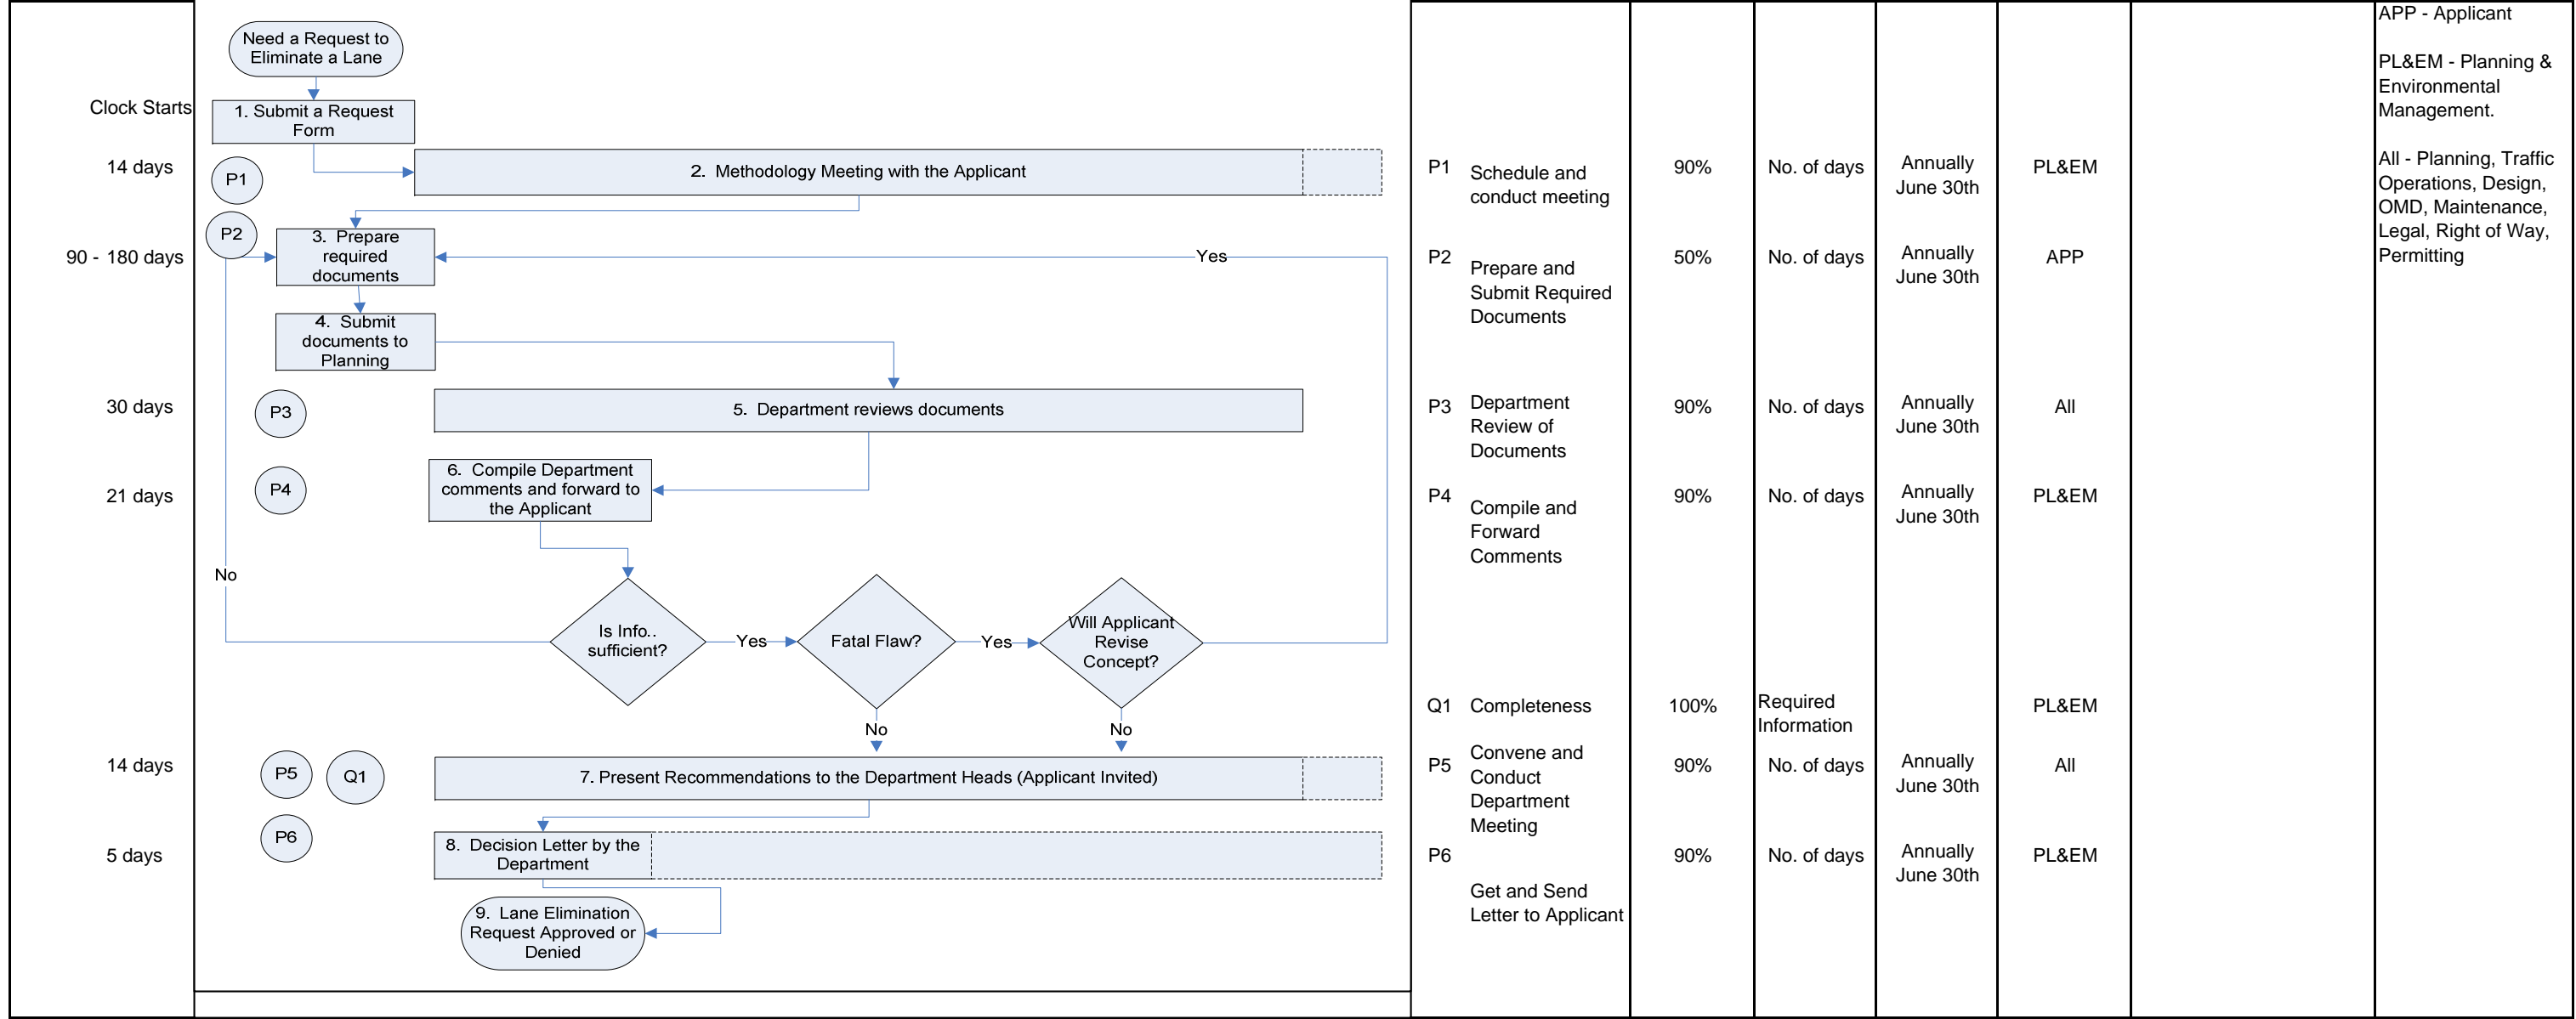 Need a Request to
Eliminate a Lane
Clock Starts
1. Submit a Request
Form
14 days
P1
2. Methodology Meeting with the Applicant
P2
90 - 180 days
3. Prepare
required
documents
Yes
4. Submit
documents to
Planning
30 days
P3
5. Department reviews documents
21 days
P4
6. Compile Department
comments and forward to
the Applicant
No
Is Info..
sufficient?
Yes
Fatal Flaw?
Yes
Will Applicant
Revise
Concept?
No
No
14 days
P5
Q1
7. Present Recommendations to the Department Heads (Applicant Invited)
5 days
P6
8. Decision Letter by the
Department
9. Lane Elimination
Request Approved or
Denied
P1
Schedule and
conduct meeting
90%
No. of days
Annually
June 30th
PL&EM
P2
Prepare and
Submit Required
Documents
50%
No. of days
Annually
June 30th
APP
P3
Department
Review of
Documents
90%
No. of days
Annually
June 30th
All
P4
Compile and
Forward
Comments
90%
No. of days
Annually
June 30th
PL&EM
Q1
Completeness
100%
Required
Information
PL&EM
P5
Convene and
Conduct
Department
Meeting
90%
No. of days
Annually
June 30th
All
P6
Get and Send
Letter to Applicant
90%
No. of days
Annually
June 30th
PL&EM
APP - Applicant
PL&EM - Planning &
Environmental
Management.
All - Planning, Traffic
Operations, Design,
OMD, Maintenance,
Legal, Right of Way,
Permitting